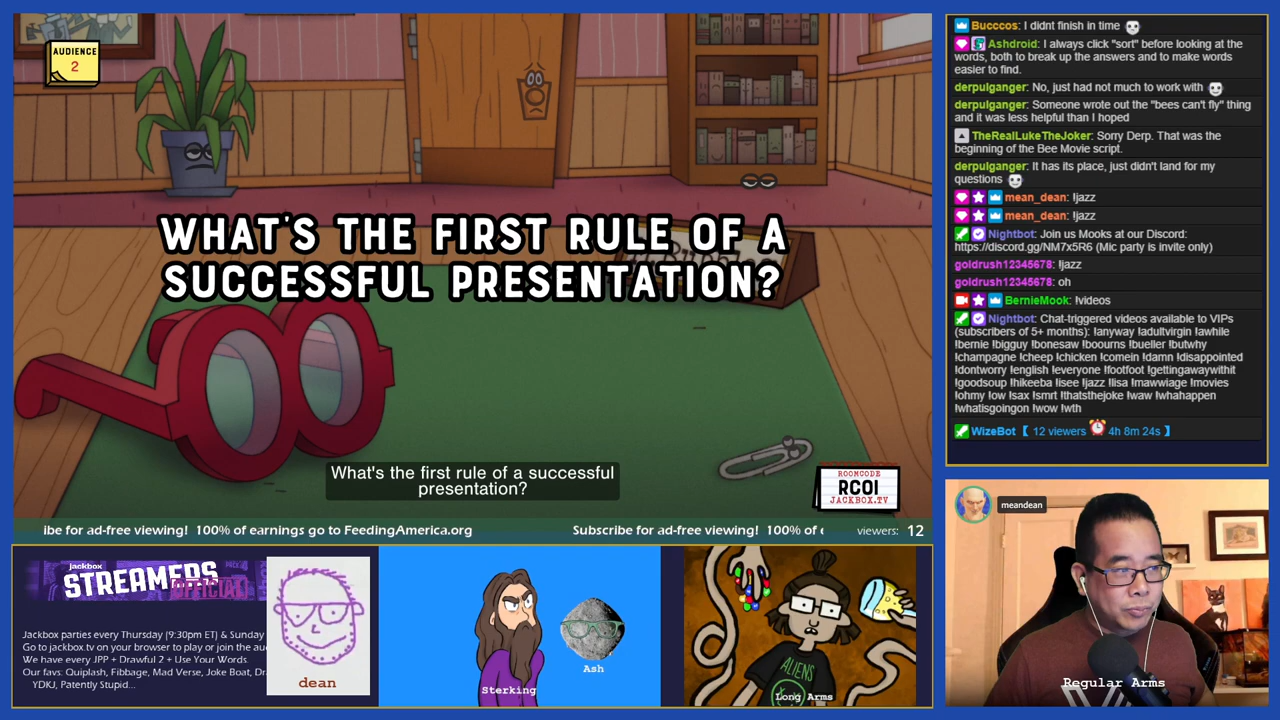 AUDIENCE
2
WHAT'S THE FIRST RULE OF A
SUCCESSFUL PRESENTATION?
What's the first rule of a successful
presentation?
ROOMCODE
RCOI
JACKBOX.TV
ibe for ad-free viewing!  100% of earnings go to FeedingAmerica.org
Subscribe for ad-free viewing!  100% of e
viewers: 12
jackbox
STREAMERS
OFFICIAL
Jackbox parties every Thursday (9:30pm ET) & Sunday
Go to jackbox.tv on your browser to play or join the au
We have every JPP + Drawful 2 + Use Your Words.
Our favs: Quiplash, Fibbage, Mad Verse, Joke Boat, Dr
YDKJ, Patently Stupid...
dean
Sterking
Ash
ALIENS
Long Arms
Bucccos: I didnt finish in time
Ashdroid: I always click "sort" before looking at the
words, both to break up the answers and to make words
easier to find.
derpulganger: No, just had not much to work with
derpulganger: Someone wrote out the "bees can't fly" thing
and it was less helpful than I hoped
TheRealLukeTheJoker: Sorry Derp. That was the
beginning of the Bee Movie script.
derpulganger: It has its place, just didn't land for my
questions
mean_dean: !jazz
mean_dean: !jazz
Nightbot: Join us Mooks at our Discord:
https://discord.gg/NM7x5R6 (Mic party is invite only)
goldrush12345678: !jazz
goldrush12345678: oh
BernieMook: !videos
Nightbot: Chat-triggered videos available to VIPs
(subscribers of 5+ months): !anyway !adultvirgin !awhile
!bernie !bigguy !bonesaw !boourns !bueller !butwhy
!champagne !cheep !chicken !comein !damn !disappointed
!dontworry !english !everyone !footfoot !gettingawaywithit
!goodsoup !hikeeba !isee !jazz !lisa !mawwiage !movies
!ohmy !ow !sax !smrt !thatsthejoke !waw !whahappen
!whatisgoingon !wow !wth
WizeBot 【 12 viewers 4h 8m 24s 】
meandean
Regular Arms